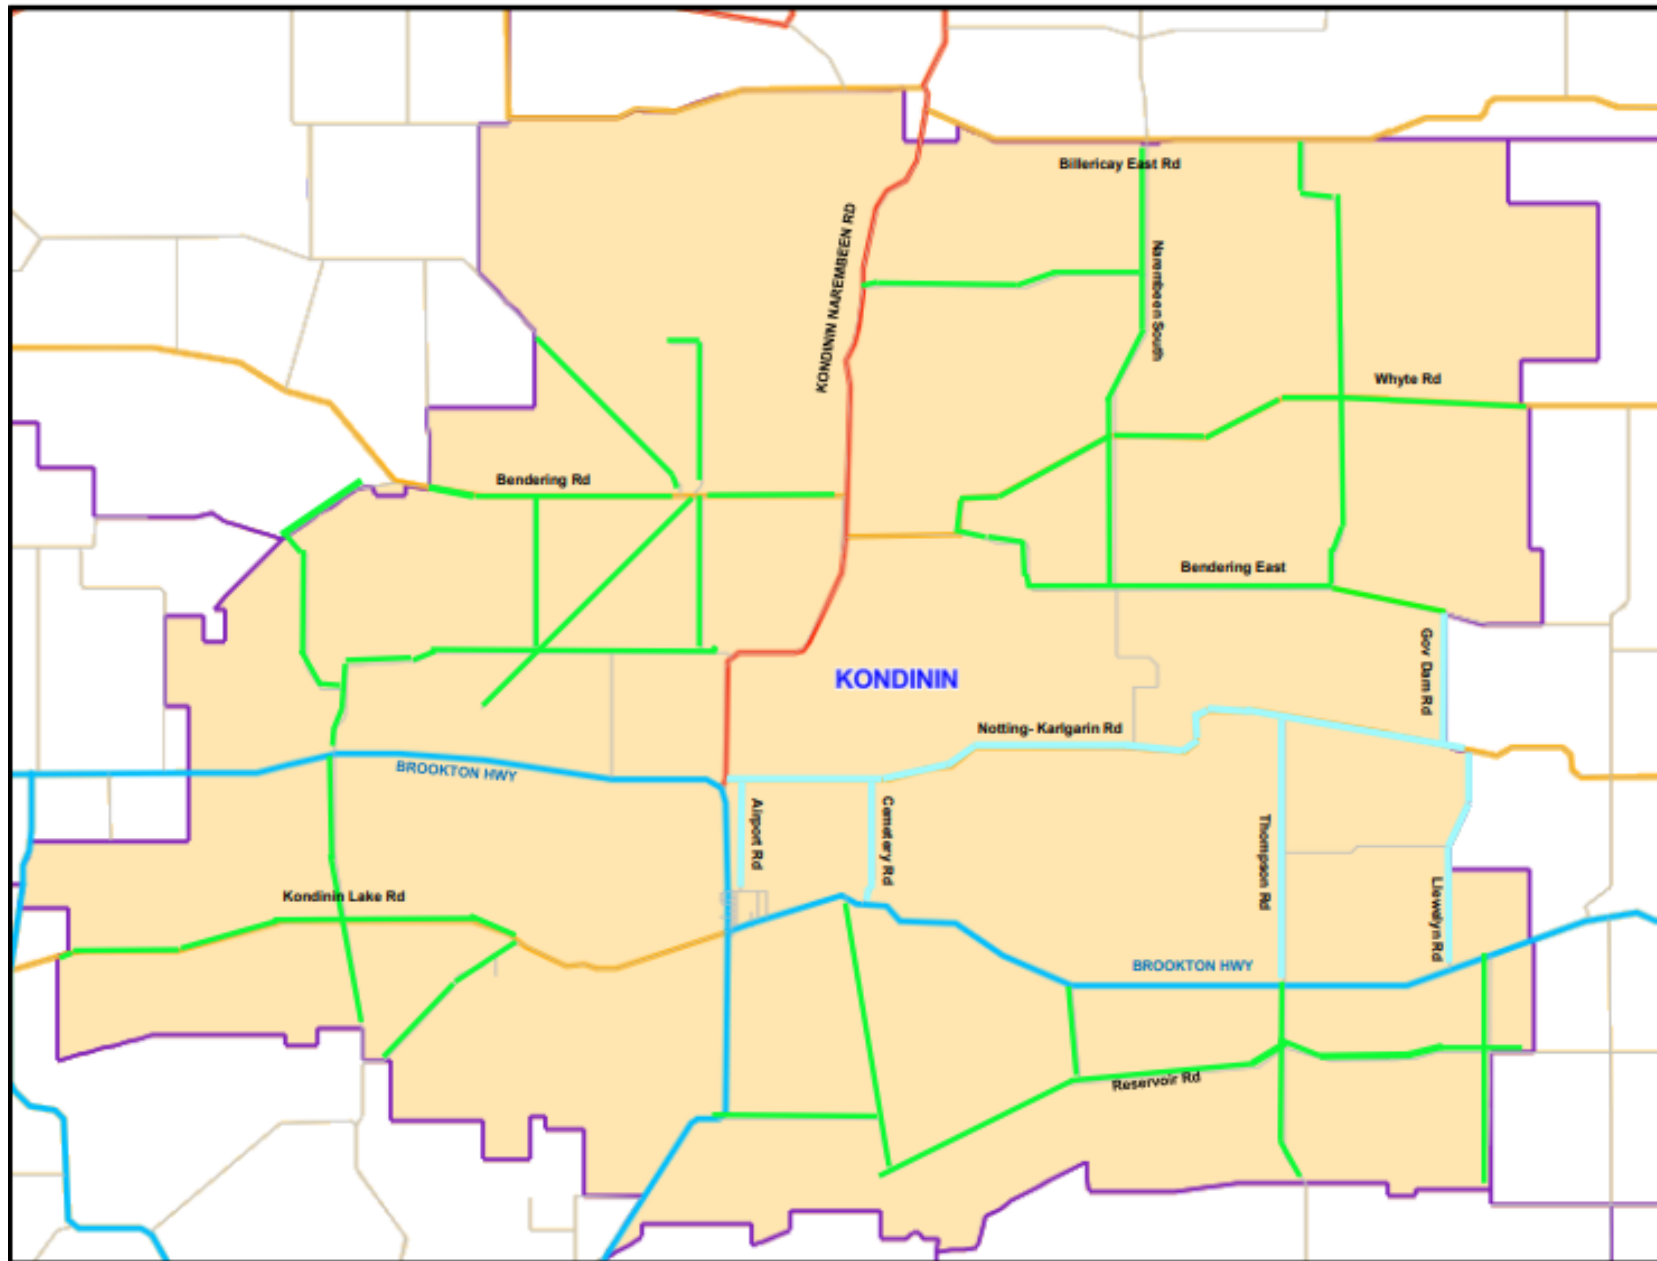 Billericay East Rd
KONDININ NAREMBEEN RD
Narembeen South
Whyte Rd
Bendering Rd
Bendering East
Gov Dam Rd
KONDININ
Notting- Karlgarin Rd
BROOKTON HWY
Airport Rd
Cemetery Rd
Thompson Rd
Llewelyn Rd
Kondinin Lake Rd
BROOKTON HWY
Reservoir Rd